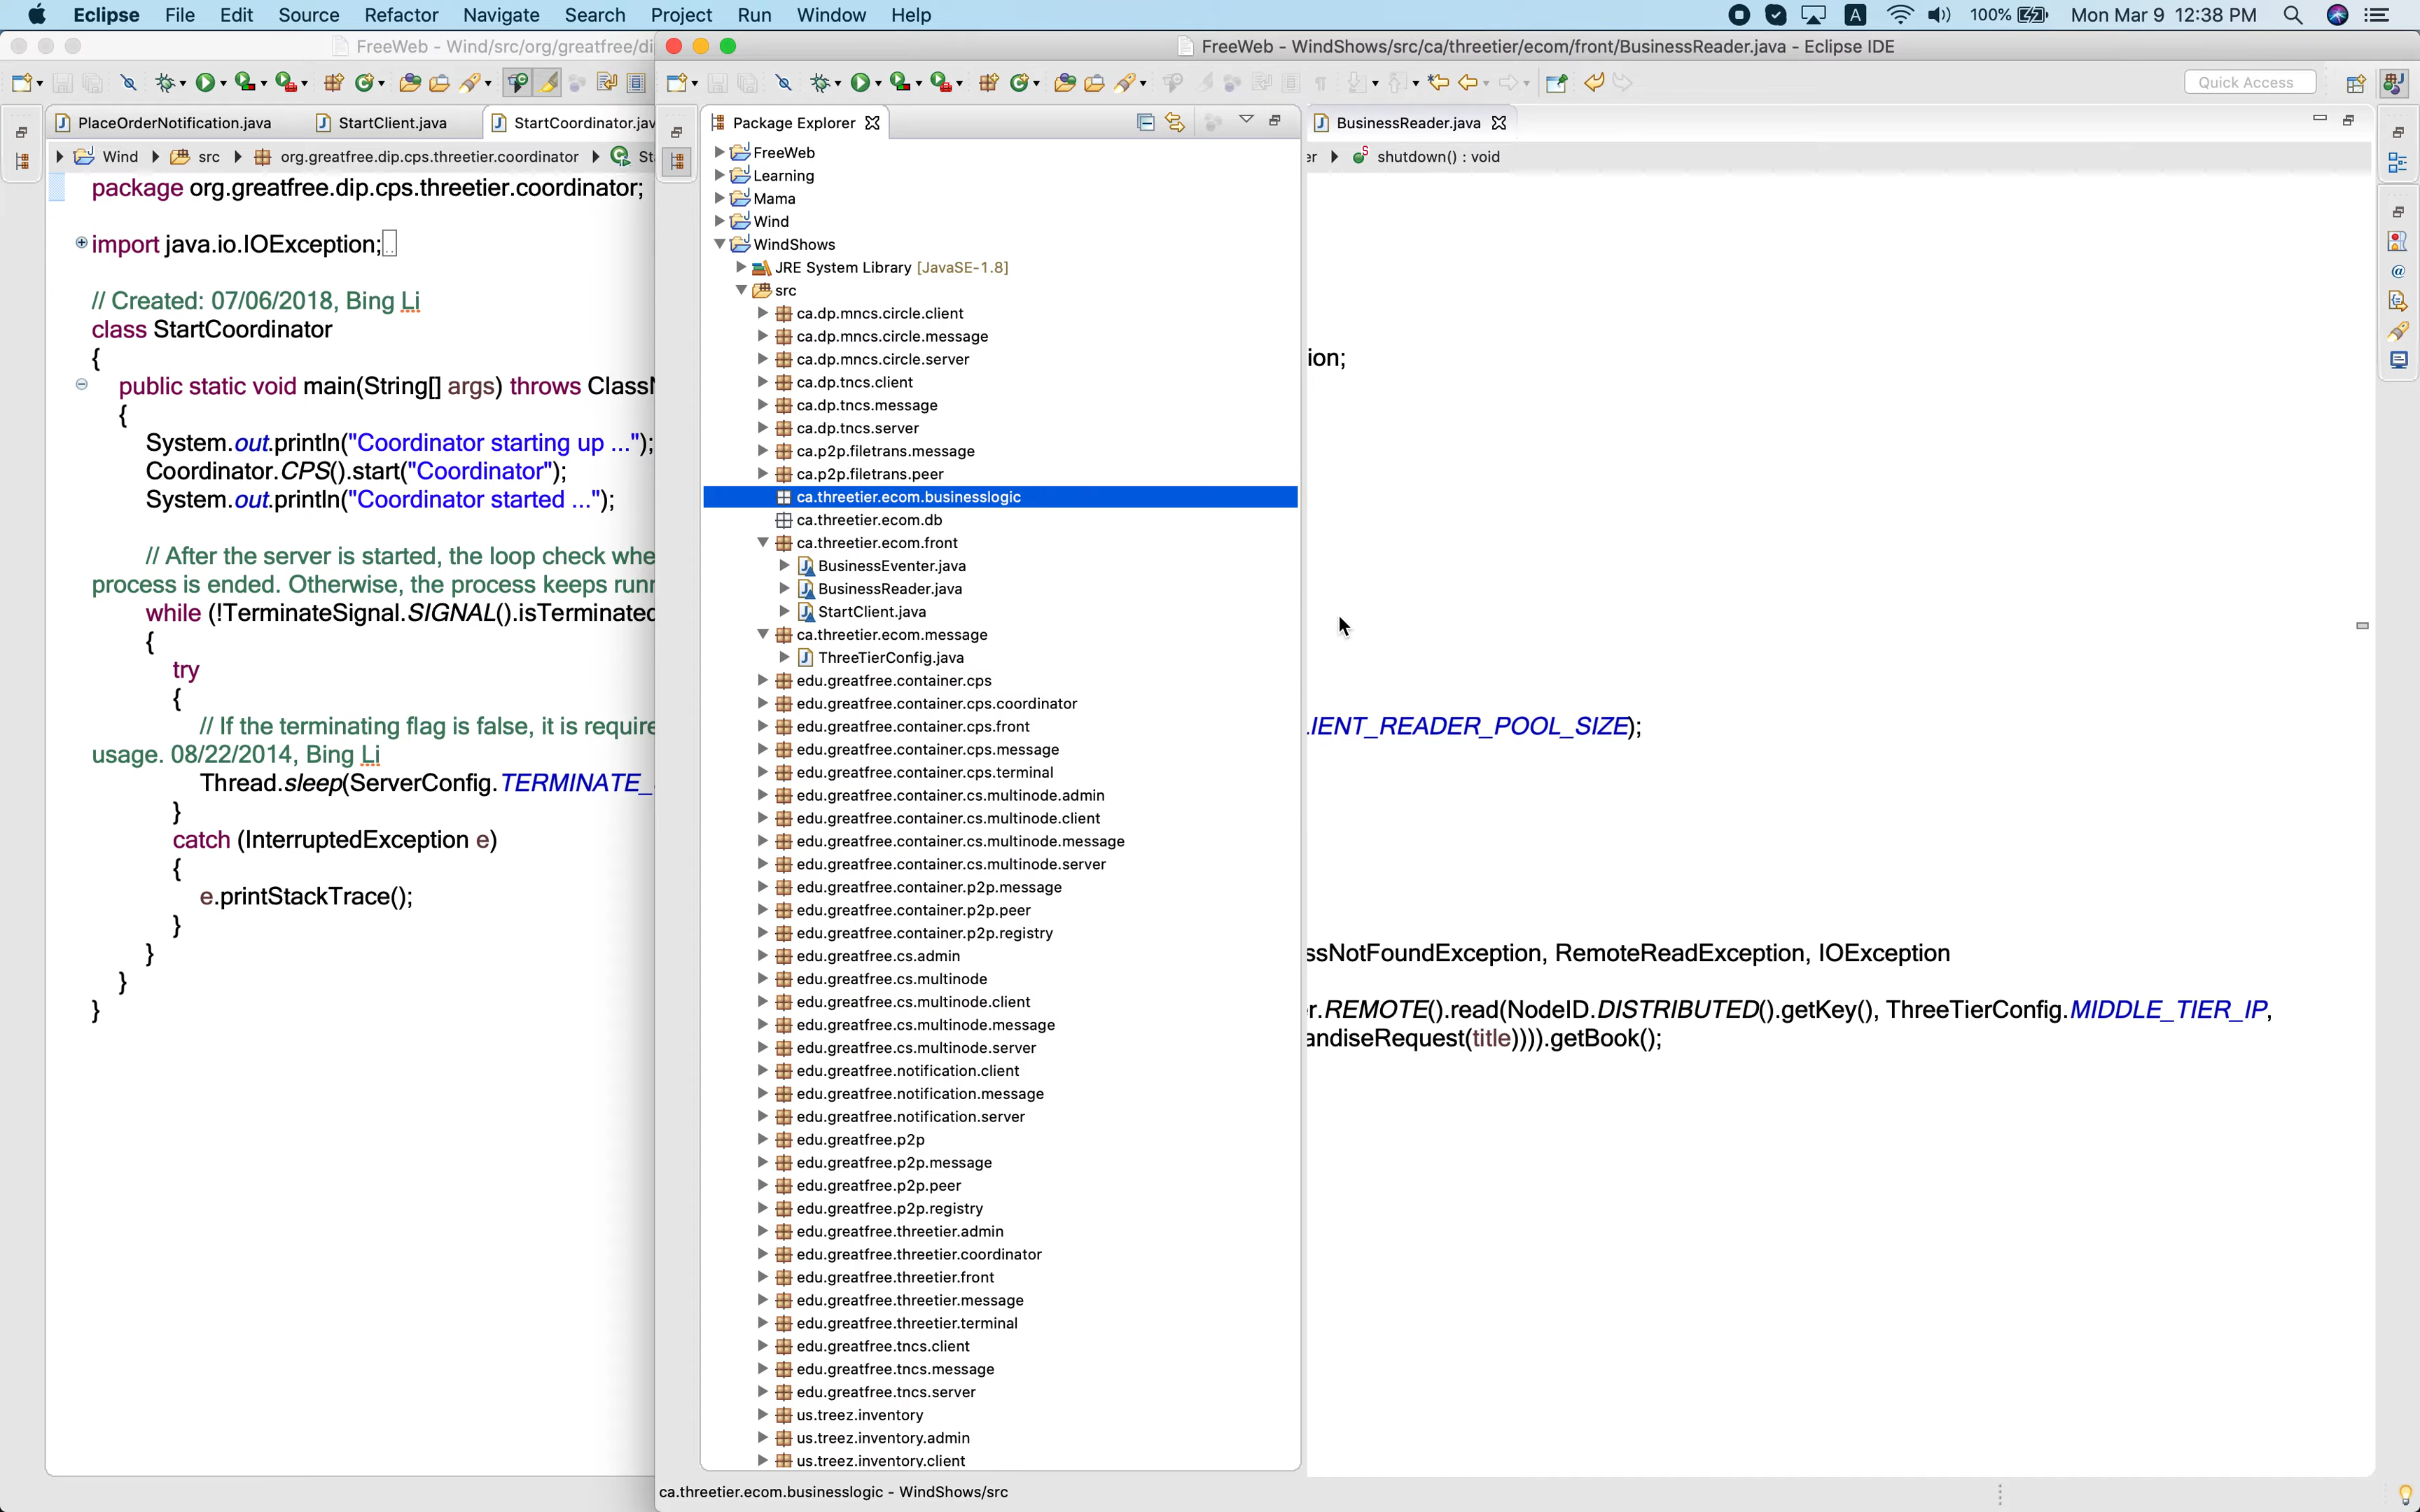 Eclipse File Edit Source Refactor Navigate Search Project Run Window Help
100% Mon Mar 9 12:38 PM
FreeWeb - Wind/src/org/greatfree/di
FreeWeb - WindShows/src/ca/threetier/ecom/front/BusinessReader.java - Eclipse IDE
Quick Access
PlaceOrderNotification.java StartClient.java StartCoordinator.jav
Wind src org.greatfree.dip.cps.threetier.coordinator St
package org.greatfree.dip.cps.threetier.coordinator;
import java.io.IOException;
// Created: 07/06/2018, Bing Li
class StartCoordinator
{
public static void main(String[] args) throws ClassN
{
System.out.println("Coordinator starting up ...");
Coordinator.CPS().start("Coordinator");
System.out.println("Coordinator started ...");
// After the server is started, the loop check whe
process is ended. Otherwise, the process keeps runn
while (!TerminateSignal.SIGNAL().isTerminated
{
try
{
// If the terminating flag is false, it is require
usage. 08/22/2014, Bing Li
Thread.sleep(ServerConfig.TERMINATE_
}
catch (InterruptedException e)
{
e.printStackTrace();
}
}
}
}
Package Explorer
FreeWeb
Learning
Mama
Wind
WindShows
JRE System Library [JavaSE-1.8]
src
ca.dp.mncs.circle.client
ca.dp.mncs.circle.message
ca.dp.mncs.circle.server
ca.dp.tncs.client
ca.dp.tncs.message
ca.dp.tncs.server
ca.p2p.filetrans.message
ca.p2p.filetrans.peer
ca.threetier.ecom.businesslogic
ca.threetier.ecom.db
ca.threetier.ecom.front
BusinessEventer.java
BusinessReader.java
StartClient.java
ca.threetier.ecom.message
ThreeTierConfig.java
edu.greatfree.container.cps
edu.greatfree.container.cps.coordinator
edu.greatfree.container.cps.front
edu.greatfree.container.cps.message
edu.greatfree.container.cps.terminal
edu.greatfree.container.cs.multinode.admin
edu.greatfree.container.cs.multinode.client
edu.greatfree.container.cs.multinode.message
edu.greatfree.container.cs.multinode.server
edu.greatfree.container.p2p.message
edu.greatfree.container.p2p.peer
edu.greatfree.container.p2p.registry
edu.greatfree.cs.admin
edu.greatfree.cs.multinode
edu.greatfree.cs.multinode.client
edu.greatfree.cs.multinode.message
edu.greatfree.cs.multinode.server
edu.greatfree.notification.client
edu.greatfree.notification.message
edu.greatfree.notification.server
edu.greatfree.p2p
edu.greatfree.p2p.message
edu.greatfree.p2p.peer
edu.greatfree.p2p.registry
edu.greatfree.threetier.admin
edu.greatfree.threetier.coordinator
edu.greatfree.threetier.front
edu.greatfree.threetier.message
edu.greatfree.threetier.terminal
edu.greatfree.tncs.client
edu.greatfree.tncs.message
edu.greatfree.tncs.server
us.treez.inventory
us.treez.inventory.admin
us.treez.inventory.client
BusinessReader.java
er shutdown() : void
ion;
.IENT_READER_POOL_SIZE);
ssNotFoundException, RemoteReadException, IOException
r.REMOTE().read(NodeID.DISTRIBUTED().getKey(), ThreeTierConfig.MIDDLE_TIER_IP,
andiseRequest(title)))).getBook();
ca.threetier.ecom.businesslogic - WindShows/src